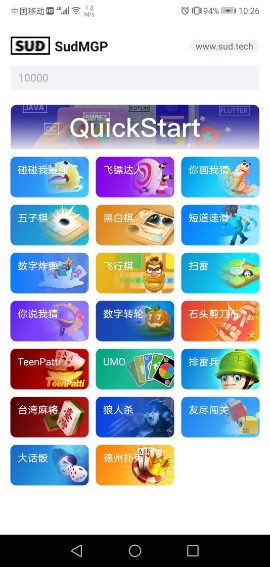 中国移动 HD 4G 1.3 M/s 94% 10:26
SUD SudMGP www.sud.tech
10000
JAVA KOTLIN FLUTTER
SWIFT
OC
QuickStart
碰碰我最强 飞镖达人 你画我猜
五子棋 黑白棋 短道速滑
数字炸弹 飞行棋 扫雷
你说我猜 数字转轮 石头剪刀布
TeenPatti UMO 排雷兵
TeenPatti
台湾麻将 狼人杀 友尽闯关
大话骰 德州扑克